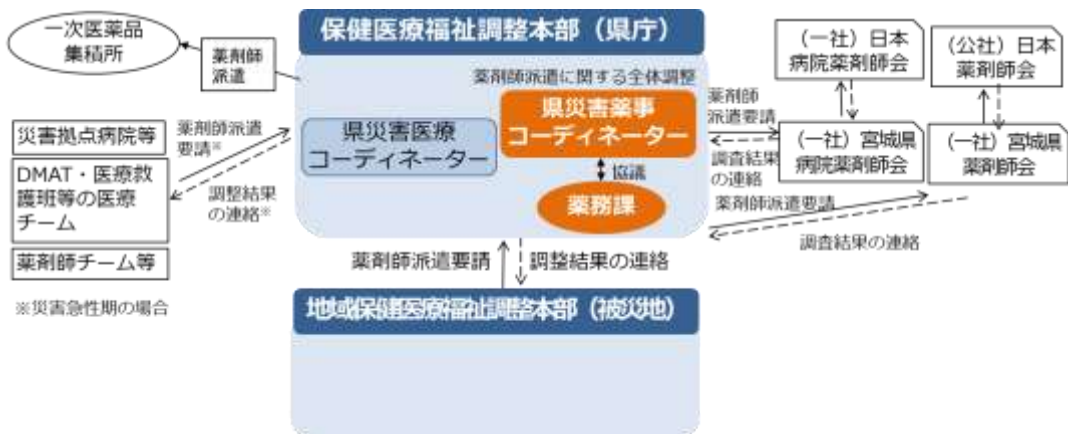 一次医薬品
集積所
薬剤師
派遣
保健医療福祉調整本部（県庁）
薬剤師派遣に関する全体調整
県災害医療
コーディネーター
県災害薬事
コーディネーター
協議
薬務課
災害拠点病院等
DMAT・医療救
護班等の医療
チーム
薬剤師チーム等
※災害急性期の場合
薬剤師派遣
要請※
調整結果
の連絡※
薬剤師
派遣要請
調査結果
の連絡
（一社）日本
病院薬剤師会
（公社）日本
薬剤師会
（一社）宮城県
病院薬剤師会
（一社）宮城県
薬剤師会
薬剤師派遣要請
調査結果の連絡
薬剤師派遣要請
調整結果の連絡
地域保健医療福祉調整本部（被災地）